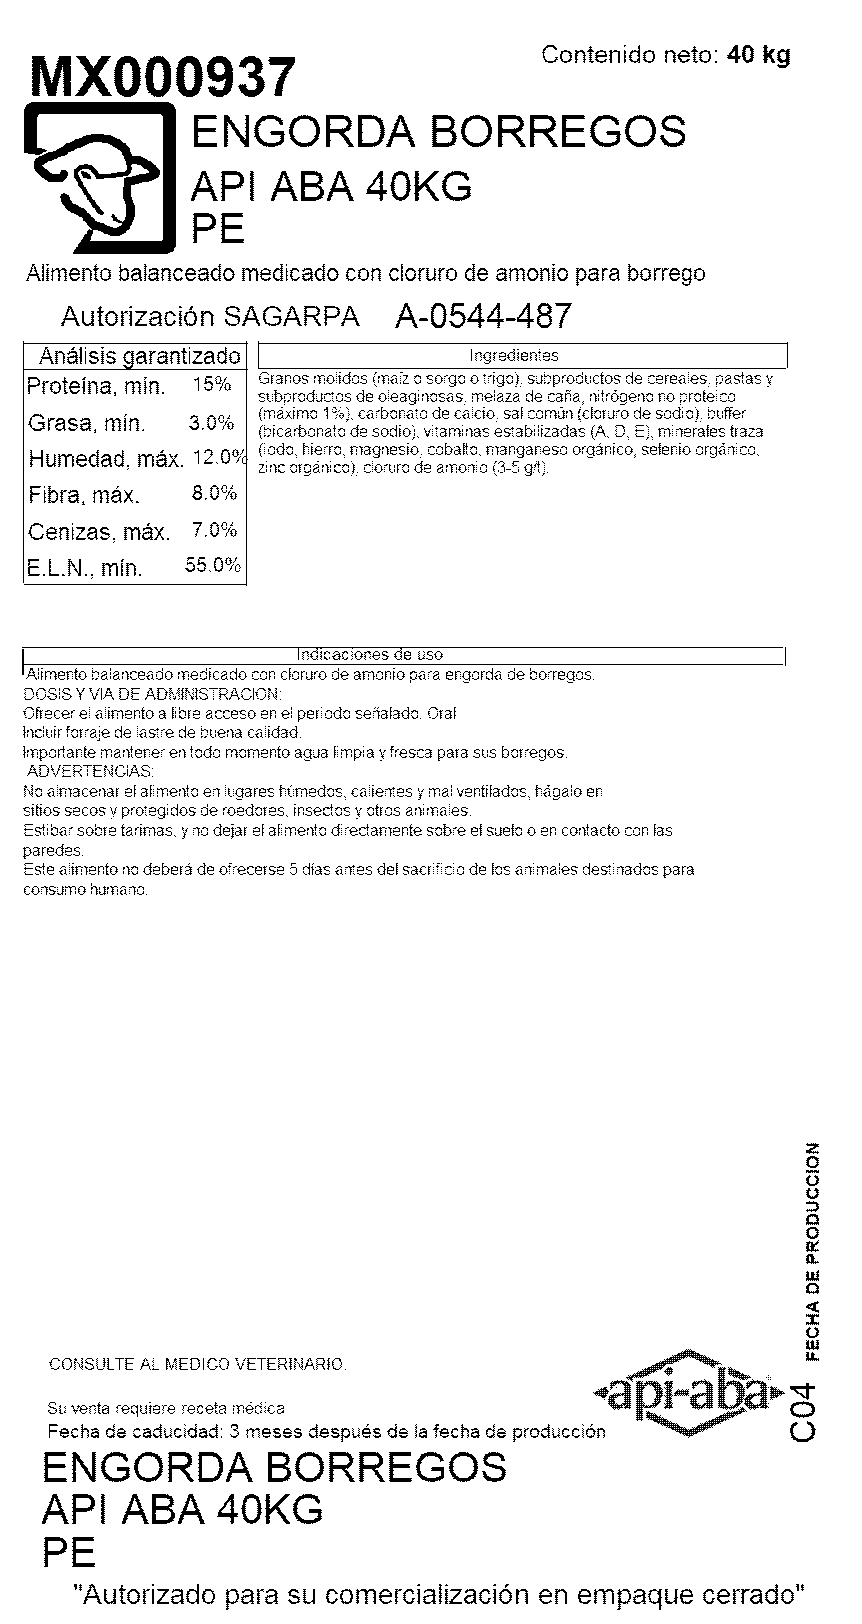 Contenido neto: 40 kg
MX000937
ENGORDA BORREGOS
API ABA 40KG
PE
Alimento balanceado medicado con cloruro de amonio para borrego
Autorización SAGARPA A-0544-487
Análisis garantizado
Proteína, mín. 15%
Grasa, mín. 3.0%
Humedad, máx. 12.0%
Fibra, máx. 8.0%
Cenizas, máx. 7.0%
E.L.N., mín. 55.0%
Ingredientes
Granos molidos (maíz o sorgo o trigo), subproductos de cereales, pastas y
subproductos de oleaginosas, melaza de caña, nitrógeno no proteico
(máximo 1%), carbonato de calcio, sal común (cloruro de sodio), buffer
(bicarbonato de sodio), vitaminas estabilizadas (A, D, E), minerales traza
(iodo, hierro, magnesio, cobalto, manganeso orgánico, selenio orgánico,
zinc orgánico), cloruro de amonio (3-5 g/t).
Indicaciones de uso
Alimento balanceado medicado con cloruro de amonio para engorda de borregos.
DOSIS Y VIA DE ADMINISTRACION:
Ofrecer el alimento a libre acceso en el periodo señalado. Oral
Incluir forraje de lastre de buena calidad.
Importante mantener en todo momento agua limpia y fresca para sus borregos.
ADVERTENCIAS:
No almacenar el alimento en lugares húmedos, calientes y mal ventilados, hágalo en
sitios secos y protegidos de roedores, insectos y otros animales.
Estibar sobre tarimas, y no dejar el alimento directamente sobre el suelo o en contacto con las
paredes.
Este alimento no deberá de ofrecerse 5 días antes del sacrificio de los animales destinados para
consumo humano.
FECHA DE PRODUCCION
C04
CONSULTE AL MEDICO VETERINARIO.
api-aba
Su venta requiere receta médica
Fecha de caducidad: 3 meses después de la fecha de producción
ENGORDA BORREGOS
API ABA 40KG
PE
"Autorizado para su comercialización en empaque cerrado"